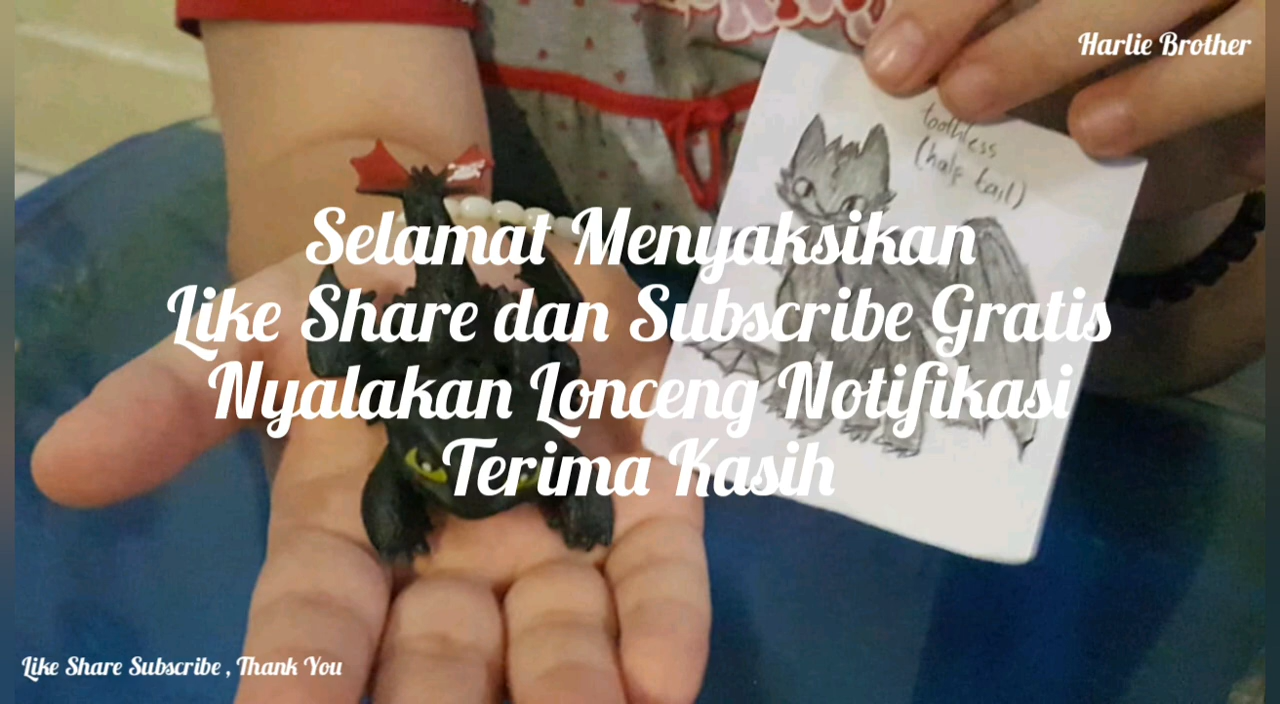 Harlie Brother
toothless
(half tail)
Selamat Menyaksikan
Like Share dan Subscribe Gratis
Nyalakan Lonceng Notifikasi
Terima Kasih
Like Share Subscribe , Thank You